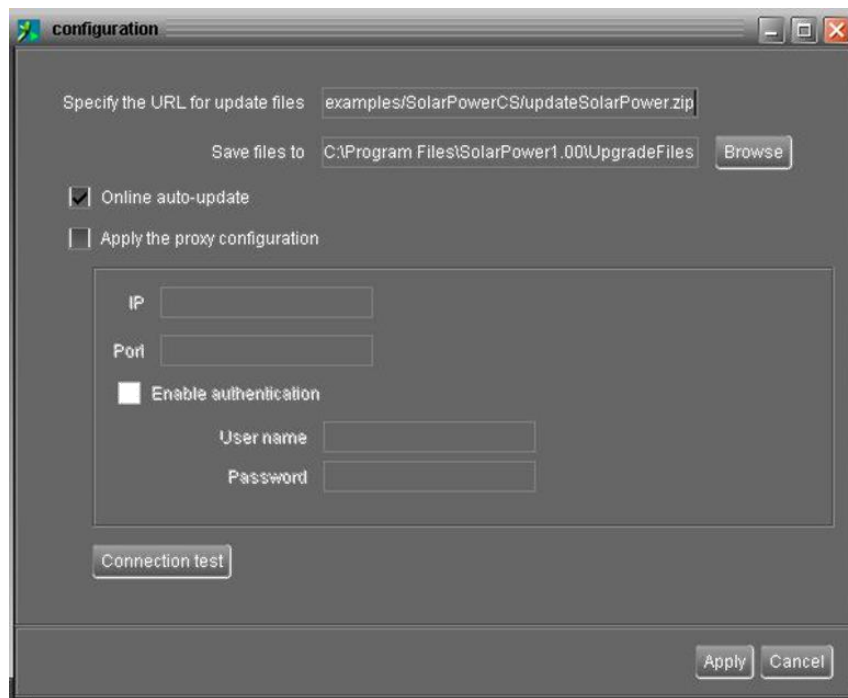 configuration
Specify the URL for update files examples/SolarPowerCS/updateSolarPower.zip
Save files to C:\Program Files\SolarPower1.00\UpgradeFiles Browse
Online auto-update
Apply the proxy configuration
IP
Port
Enable authentication
User name
Password
Connection test
Apply Cancel